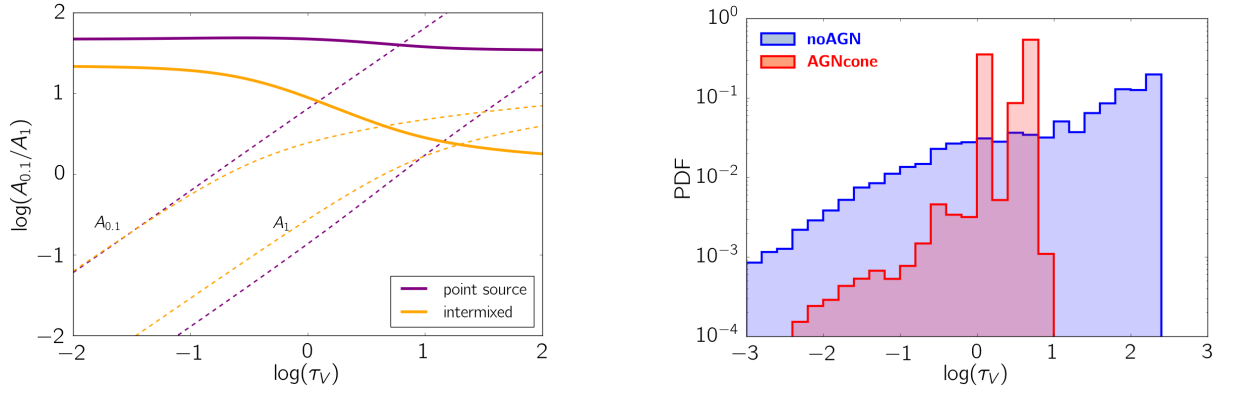 2
1
0
−1
−2
log(A0.1/A1)
A0.1
A1
point source
intermixed
−2 −1 0 1 2
log(τV)
10^0
10^−1
10^−2
10^−3
10^−4
PDF
noAGN
AGNcone
−3 −2 −1 0 1 2 3
log(τV)